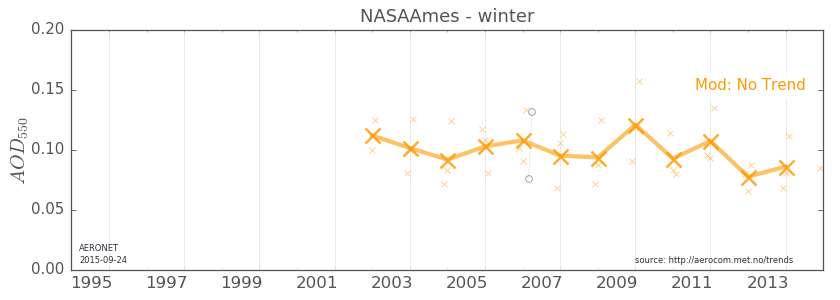 NASAAmes - winter
0.20
0.15
0.10
0.05
0.00
AOD550
Mod: No Trend
AERONET
2015-09-24
source: http://aerocom.met.no/trends
1995 1997 1999 2001 2003 2005 2007 2009 2011 2013